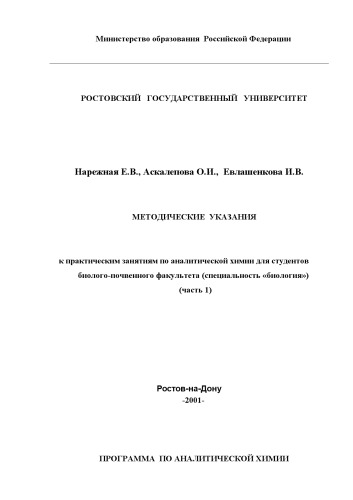 Министерство образования Российской Федерации
РОСТОВСКИЙ ГОСУДАРСТВЕННЫЙ УНИВЕРСИТЕТ
Нарежная Е.В., Аскалепова О.И., Евлашенкова И.В.
МЕТОДИЧЕСКИЕ УКАЗАНИЯ
к практическим занятиям по аналитической химии для студентов
биолого-почвенного факультета (специальность «биология»)
(часть 1)
Ростов-на-Дону
-2001-
ПРОГРАММА ПО АНАЛИТИЧЕСКОЙ ХИМИИ